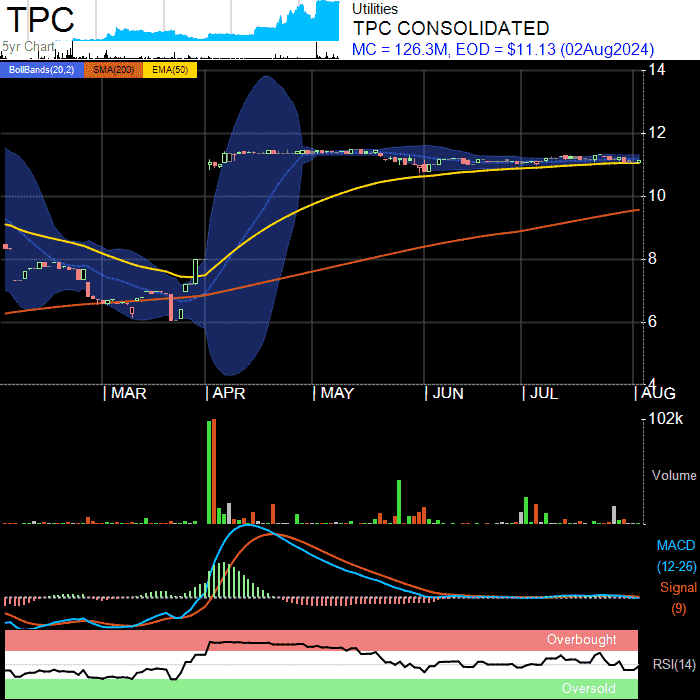 TPC
5yr Chart
Utilities
TPC CONSOLIDATED
MC = 126.3M, EOD = $11.13 (02Aug2024)
BollBands(20,2) SMA(200) EMA(50)
14
12
10
8
6
4
MAR APR MAY JUN JUL AUG
102k
Volume
MACD
(12-26)
Signal
(9)
Overbought
RSI(14)
Oversold